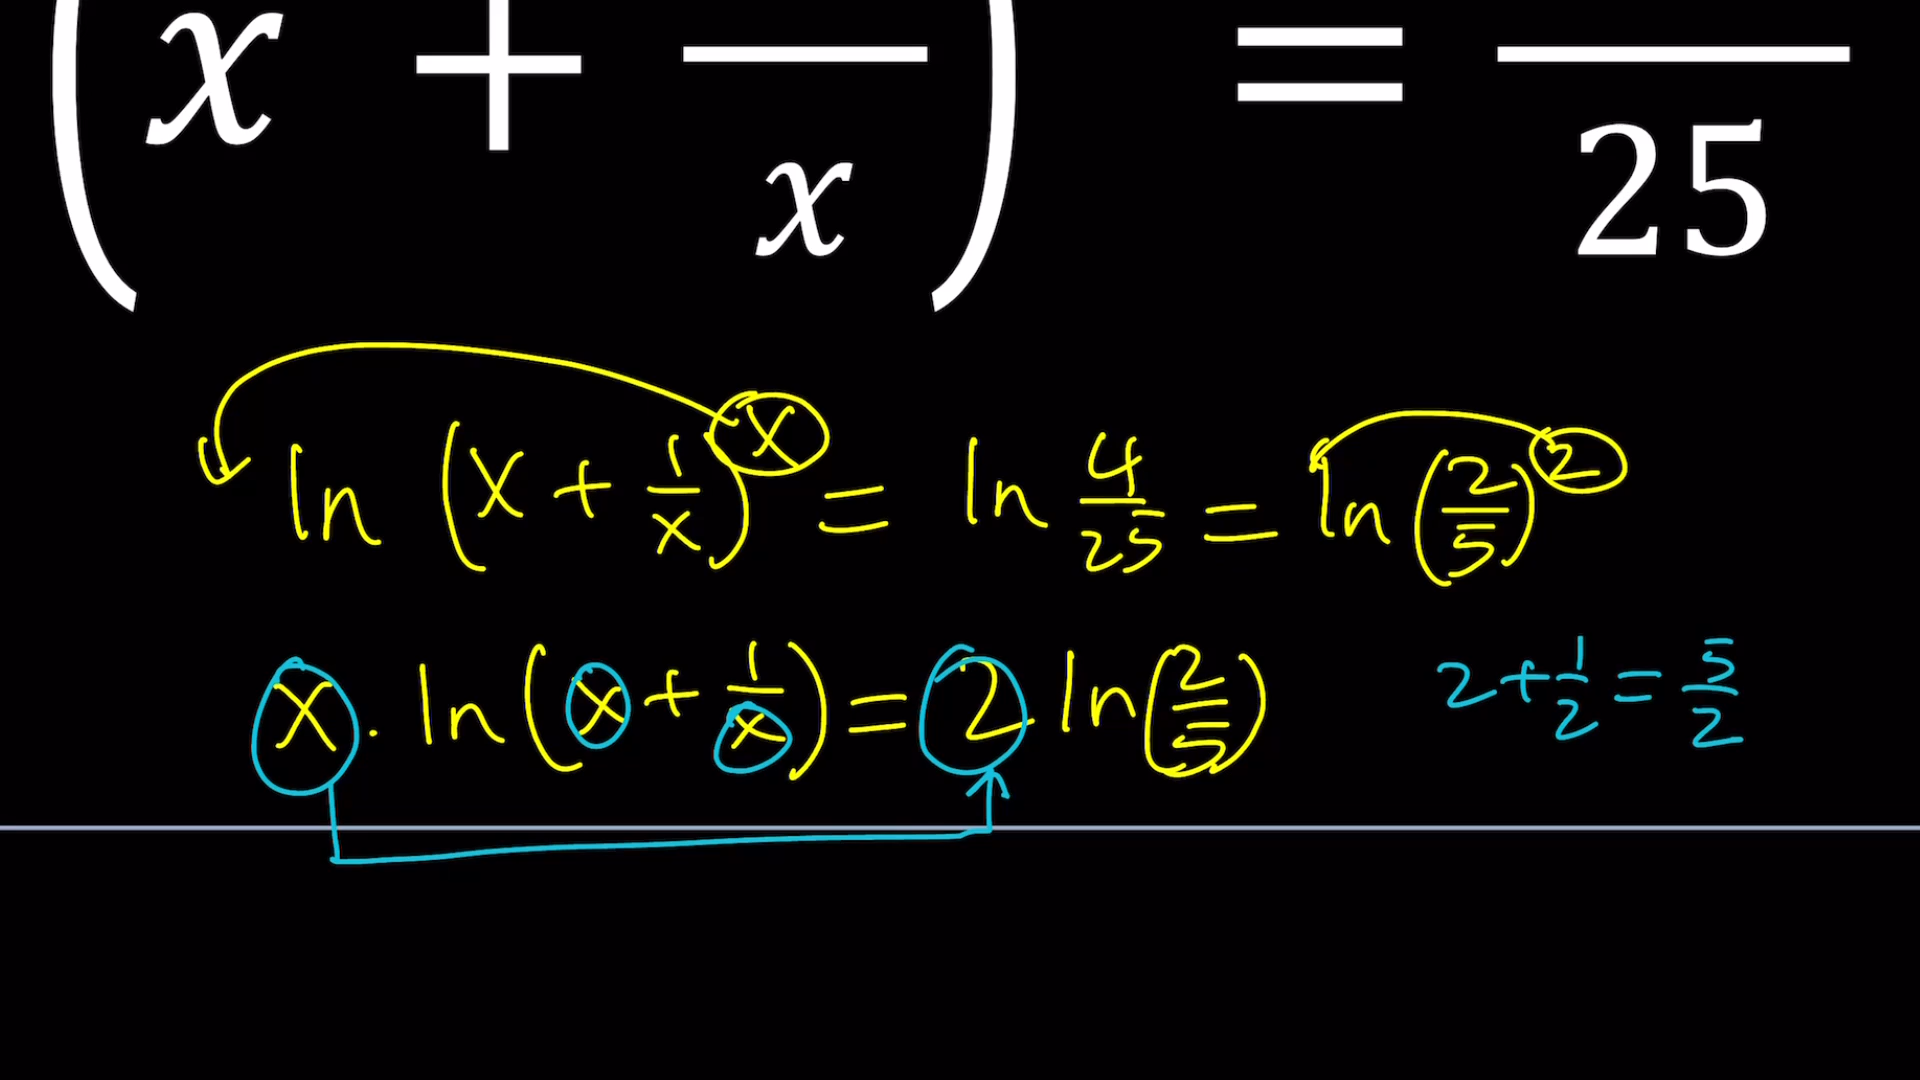 (x + — / x) = — / 25
ln (x + 1/x)^x = ln 4/25 = ln (2/5)^2
x · ln (x + 1/x) = 2 ln (2/5) 2 + 1/2 = 5/2